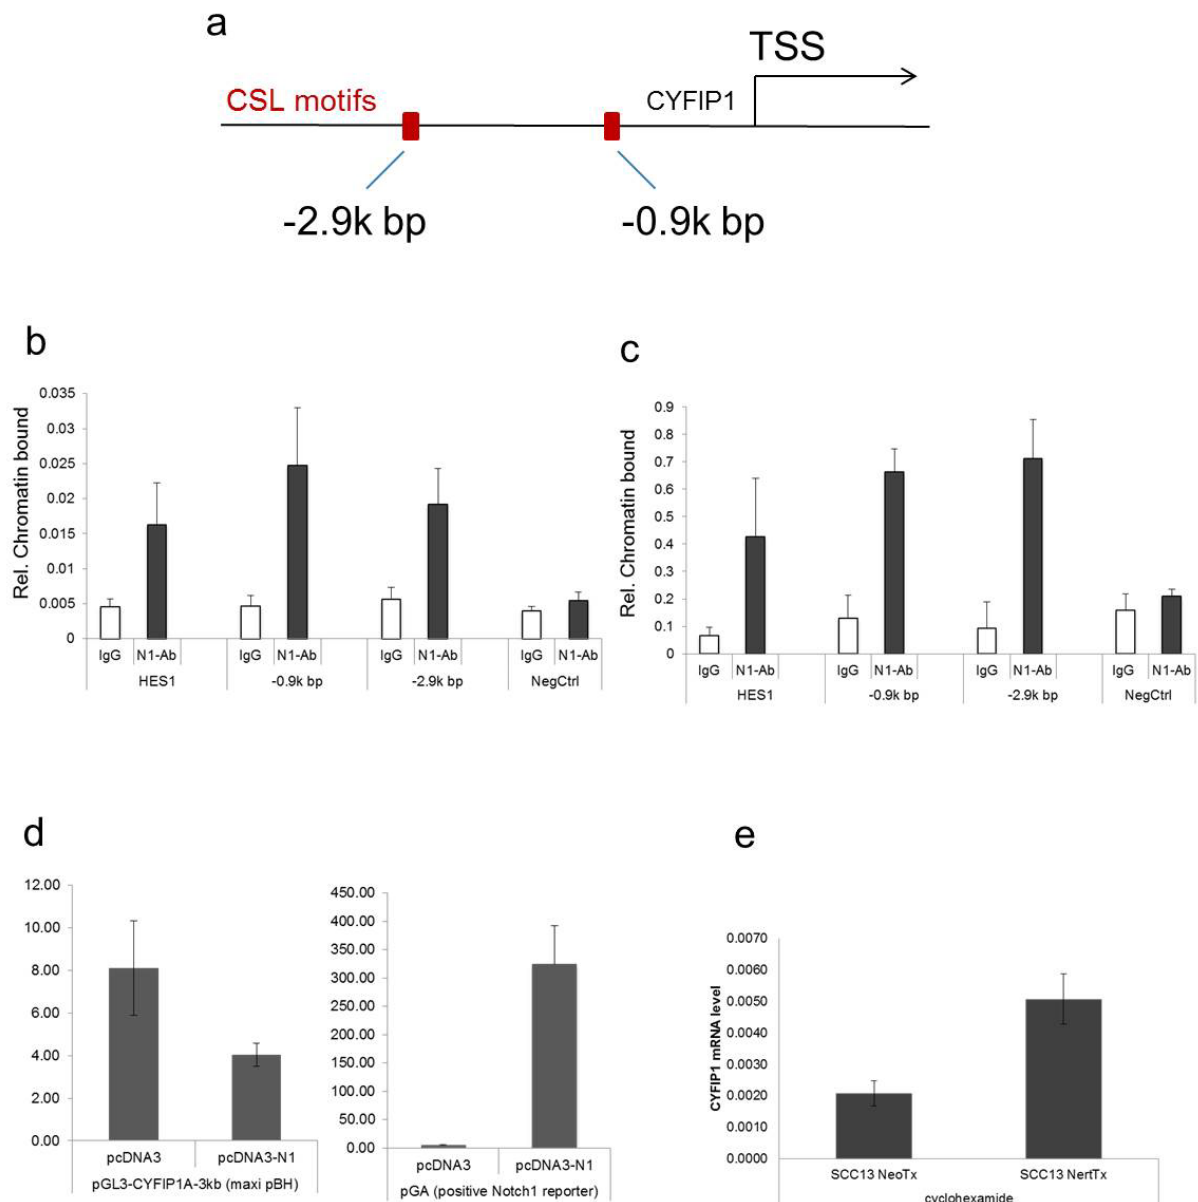 a
TSS
CSL motifs
CYFIP1
-2.9k bp
-0.9k bp
b
Rel. Chromatin bound
0.035
0.03
0.025
0.02
0.015
0.01
0.005
0
IgG N1-Ab IgG N1-Ab IgG N1-Ab IgG N1-Ab
HES1 -0.9k bp -2.9k bp NegCtrl
c
Rel. Chromatin bound
0.9
0.8
0.7
0.6
0.5
0.4
0.3
0.2
0.1
0
IgG N1-Ab IgG N1-Ab IgG N1-Ab IgG N1-Ab
HES1 -0.9k bp -2.9k bp NegCtrl
d
12.00
10.00
8.00
6.00
4.00
2.00
0.00
pcDNA3 pcDNA3-N1
pGL3-CYFIP1A-3kb (maxi pBH)
450.00
400.00
350.00
300.00
250.00
200.00
150.00
100.00
50.00
0.00
pcDNA3 pcDNA3-N1
pGA (positive Notch1 reporter)
e
CYFIP1 mRNA level
0.0070
0.0060
0.0050
0.0040
0.0030
0.0020
0.0010
0.0000
SCC13 NeoTx SCC13 NertTx
cyclohexamide